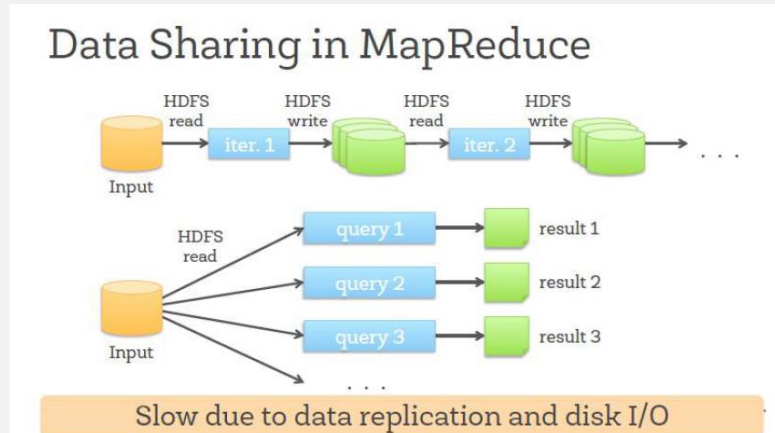 Data Sharing in MapReduce
HDFS read
HDFS write
HDFS read
HDFS write
iter. 1
iter. 2
. . .
Input
HDFS read
query 1
result 1
query 2
result 2
query 3
result 3
Input
. . .
Slow due to data replication and disk I/O